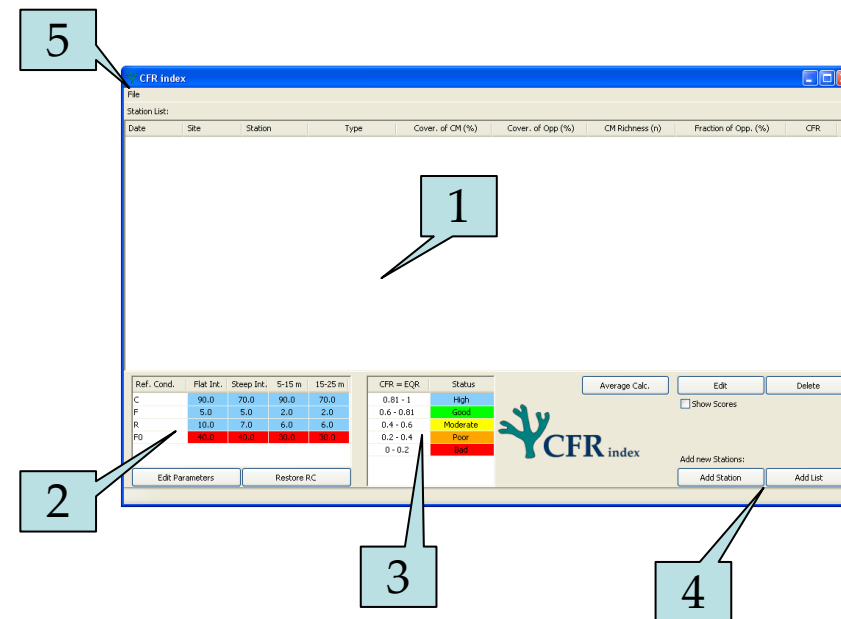 5
CFR index
File
Station List:
Date Site Station Type Cover. of CM (%) Cover. of Opp (%) CM Richness (n) Fraction of Opp. (%) CFR
1
Ref. Cond. Flat Int. Steep Int. 5-15 m 15-25 m
C 90.0 70.0 90.0 70.0
F 5.0 5.0 2.0 2.0
R 10.0 7.0 6.0 6.0
F0 40.0 40.0 30.0 30.0
Edit Parameters Restore RC
CFR = EQR Status
0.81 - 1 High
0.6 - 0.81 Good
0.4 - 0.6 Moderate
0.2 - 0.4 Poor
0 - 0.2 Bad
CFR index
Average Calc. Edit Delete
Show Scores
Add new Stations:
Add Station Add List
2
3
4